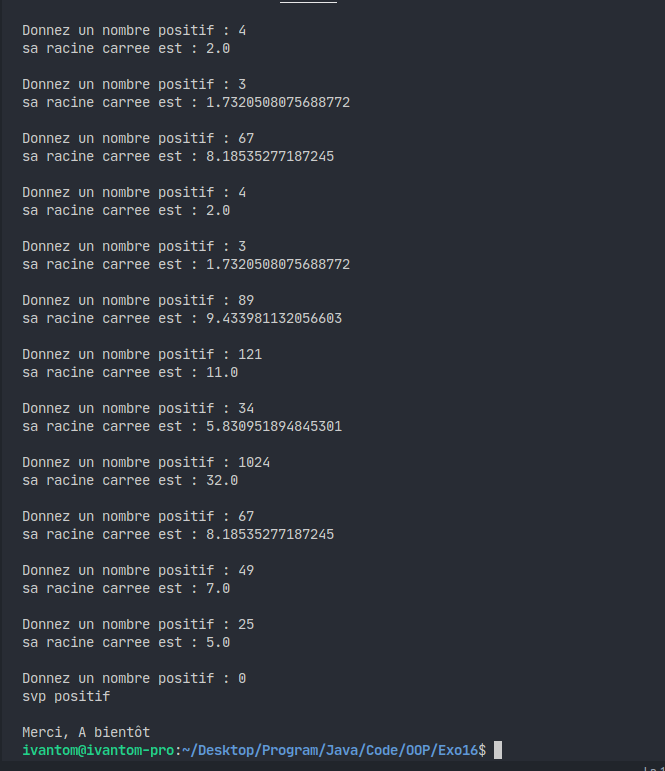 Donnez un nombre positif : 4
sa racine carree est : 2.0
Donnez un nombre positif : 3
sa racine carree est : 1.7320508075688772
Donnez un nombre positif : 67
sa racine carree est : 8.18535277187245
Donnez un nombre positif : 4
sa racine carree est : 2.0
Donnez un nombre positif : 3
sa racine carree est : 1.7320508075688772
Donnez un nombre positif : 89
sa racine carree est : 9.433981132056603
Donnez un nombre positif : 121
sa racine carree est : 11.0
Donnez un nombre positif : 34
sa racine carree est : 5.830951894845301
Donnez un nombre positif : 1024
sa racine carree est : 32.0
Donnez un nombre positif : 67
sa racine carree est : 8.18535277187245
Donnez un nombre positif : 49
sa racine carree est : 7.0
Donnez un nombre positif : 25
sa racine carree est : 5.0
Donnez un nombre positif : 0
svp positif
Merci, A bientôt
ivantom@ivantom-pro:~/Desktop/Program/Java/Code/OOP/Exo16$